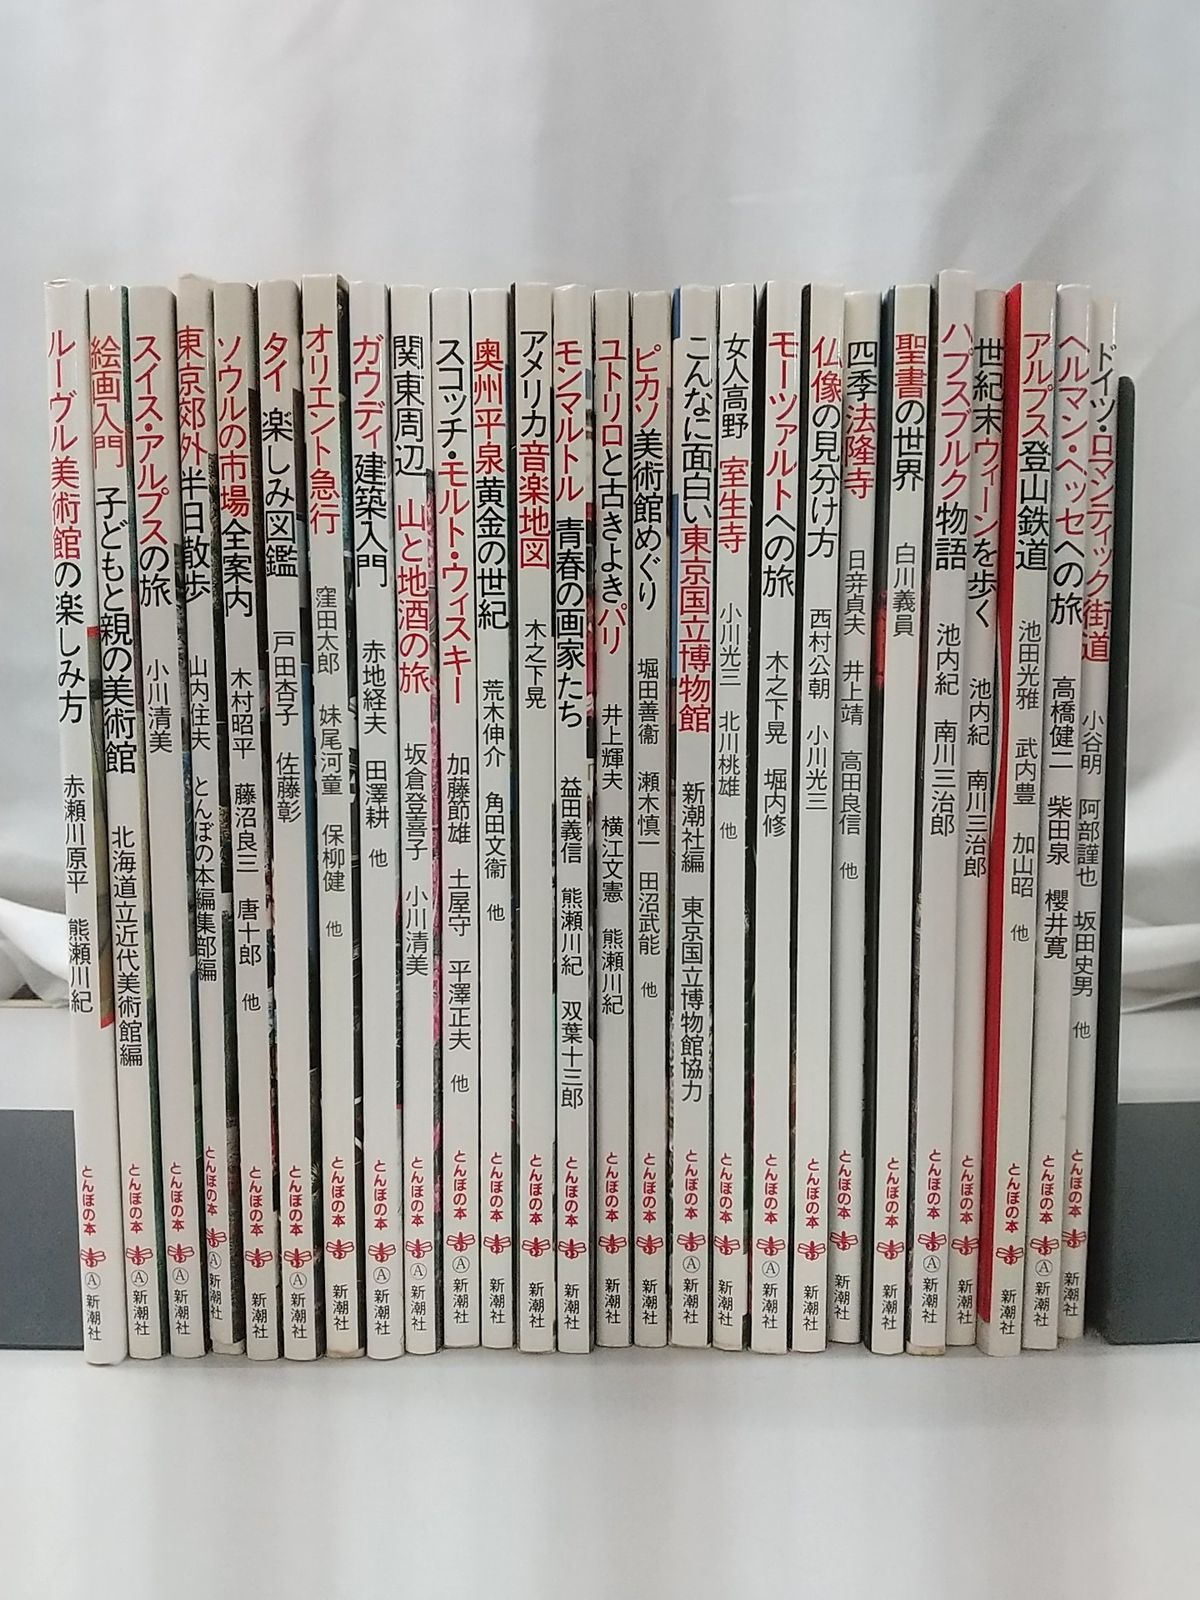 ルーヴル美術館の楽しみ方 赤瀬川原平 熊瀬川紀 とんぼの本 Ⓐ 新潮社
絵画入門 子どもと親の美術館 北海道立近代美術館編 とんぼの本 Ⓐ 新潮社
スイス・アルプスの旅 小川清美 とんぼの本 Ⓐ 新潮社
東京郊外 半日散歩 山内住夫 とんぼの本編集部編 とんぼの本 Ⓐ 新潮社
ソウルの市場全案内 木村昭平 藤沼良三 唐十郎 他 とんぼの本 新潮社
タイ 楽しみ図鑑 戸田杏子 佐藤彰 とんぼの本 Ⓐ 新潮社
オリエント急行 窪田太郎 妹尾河童 保柳健 他 とんぼの本 新潮社
ガウディ建築入門 赤地経夫 田澤耕 他 とんぼの本 Ⓐ 新潮社
関東周辺 山と地酒の旅 坂倉登喜子 小川清美 とんぼの本 Ⓐ 新潮社
スコッチ・モルト・ウィスキー 加藤節雄 土屋守 平澤正夫 他 とんぼの本 Ⓐ 新潮社
奥州平泉黄金の世紀 荒木伸介 角田文衞 他 とんぼの本 新潮社
アメリカ音楽地図 木之下晃 とんぼの本 新潮社
モンマルトル 青春の画家たち 益田義信 熊瀬川紀 双葉十三郎 とんぼの本 新潮社
ユトリロと古きよきパリ 井上輝夫 横江文憲 熊瀬川紀 とんぼの本 新潮社
ピカソ美術館めぐり 堀田善衞 瀬木慎一 田沼武能 他 とんぼの本 新潮社
こんなに面白い東京国立博物館 新潮社編 東京国立博物館協力 とんぼの本 Ⓐ 新潮社
女人高野 室生寺 小川光三 北川桃雄 他 とんぼの本 新潮社
モーツァルトへの旅 木之下晃 堀内修 とんぼの本 Ⓐ 新潮社
仏像の見分け方 西村公朝 小川光三 とんぼの本 新潮社
四季 法隆寺 日辛貞夫 井上靖 高田良信 他 とんぼの本 新潮社
聖書の世界 白川義員 とんぼの本 新潮社
ハプスブルク物語 池内紀 南川三治郎 とんぼの本 Ⓐ 新潮社
世紀末ウィーンを歩く 池内紀 南川三治郎 とんぼの本 新潮社
アルプス登山鉄道 池田光雅 武内豊 加山昭 他 とんぼの本 新潮社
ヘルマン・ヘッセへの旅 高橋健二 柴田泉 櫻井寛 とんぼの本 Ⓐ 新潮社
ドイツ・ロマンティック街道 小谷明 阿部謹也 坂田史男 他 とんぼの本 新潮社